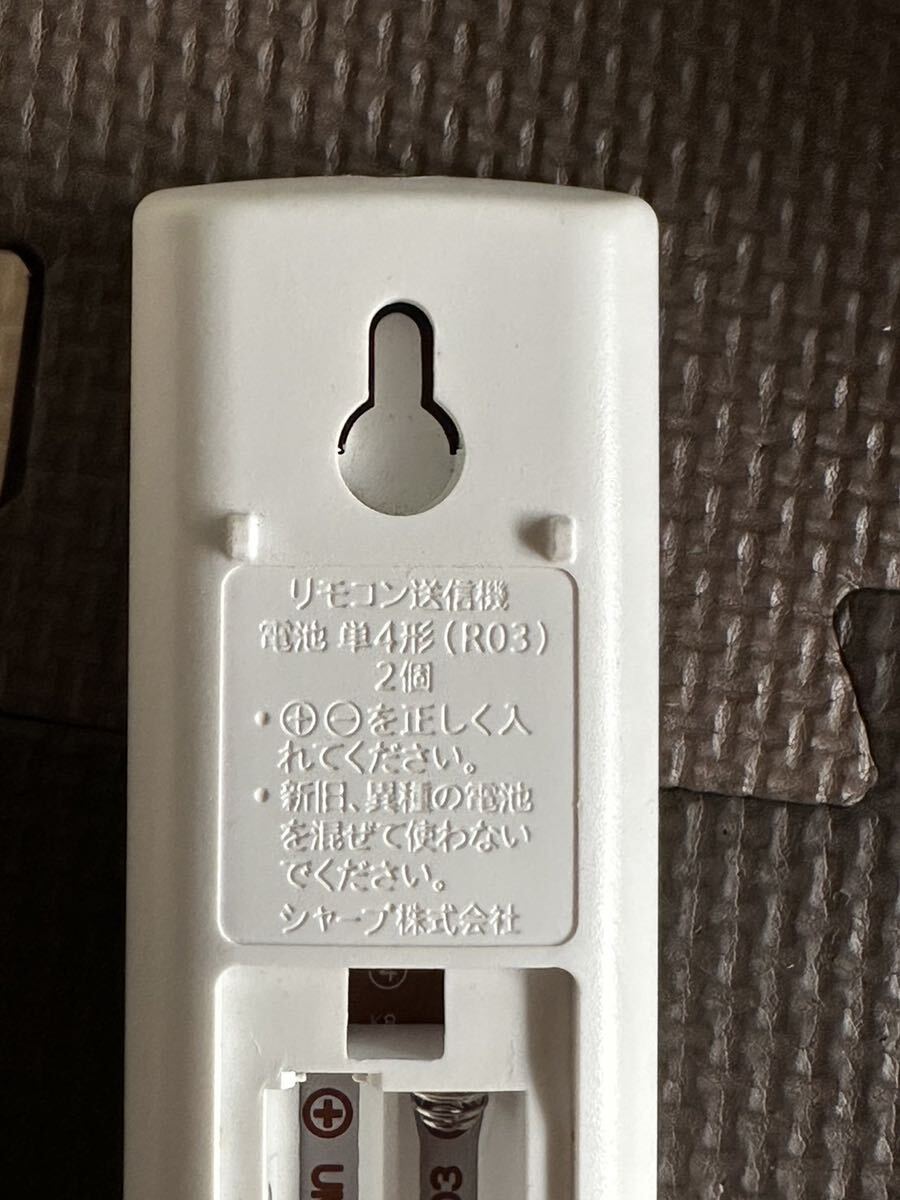 リモコン送信機
電池 単4形(R03)
2個
・⊕⊖を正しく入
れてください。
・新旧、異種の電池
を混ぜて使わない
でください。
シャープ株式会社
⊕
03